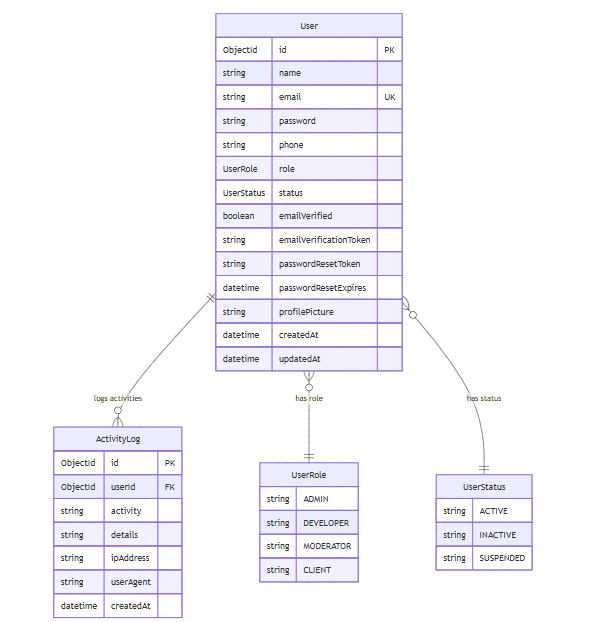 User
ObjectId id PK
string name
string email UK
string password
string phone
UserRole role
UserStatus status
boolean emailVerified
string emailVerificationToken
string passwordResetToken
datetime passwordResetExpires
string profilePicture
datetime createdAt
datetime updatedAt
logs activities
has role
has status
ActivityLog
ObjectId id PK
ObjectId userId FK
string activity
string details
string ipAddress
string userAgent
datetime createdAt
UserRole
string ADMIN
string DEVELOPER
string MODERATOR
string CLIENT
UserStatus
string ACTIVE
string INACTIVE
string SUSPENDED